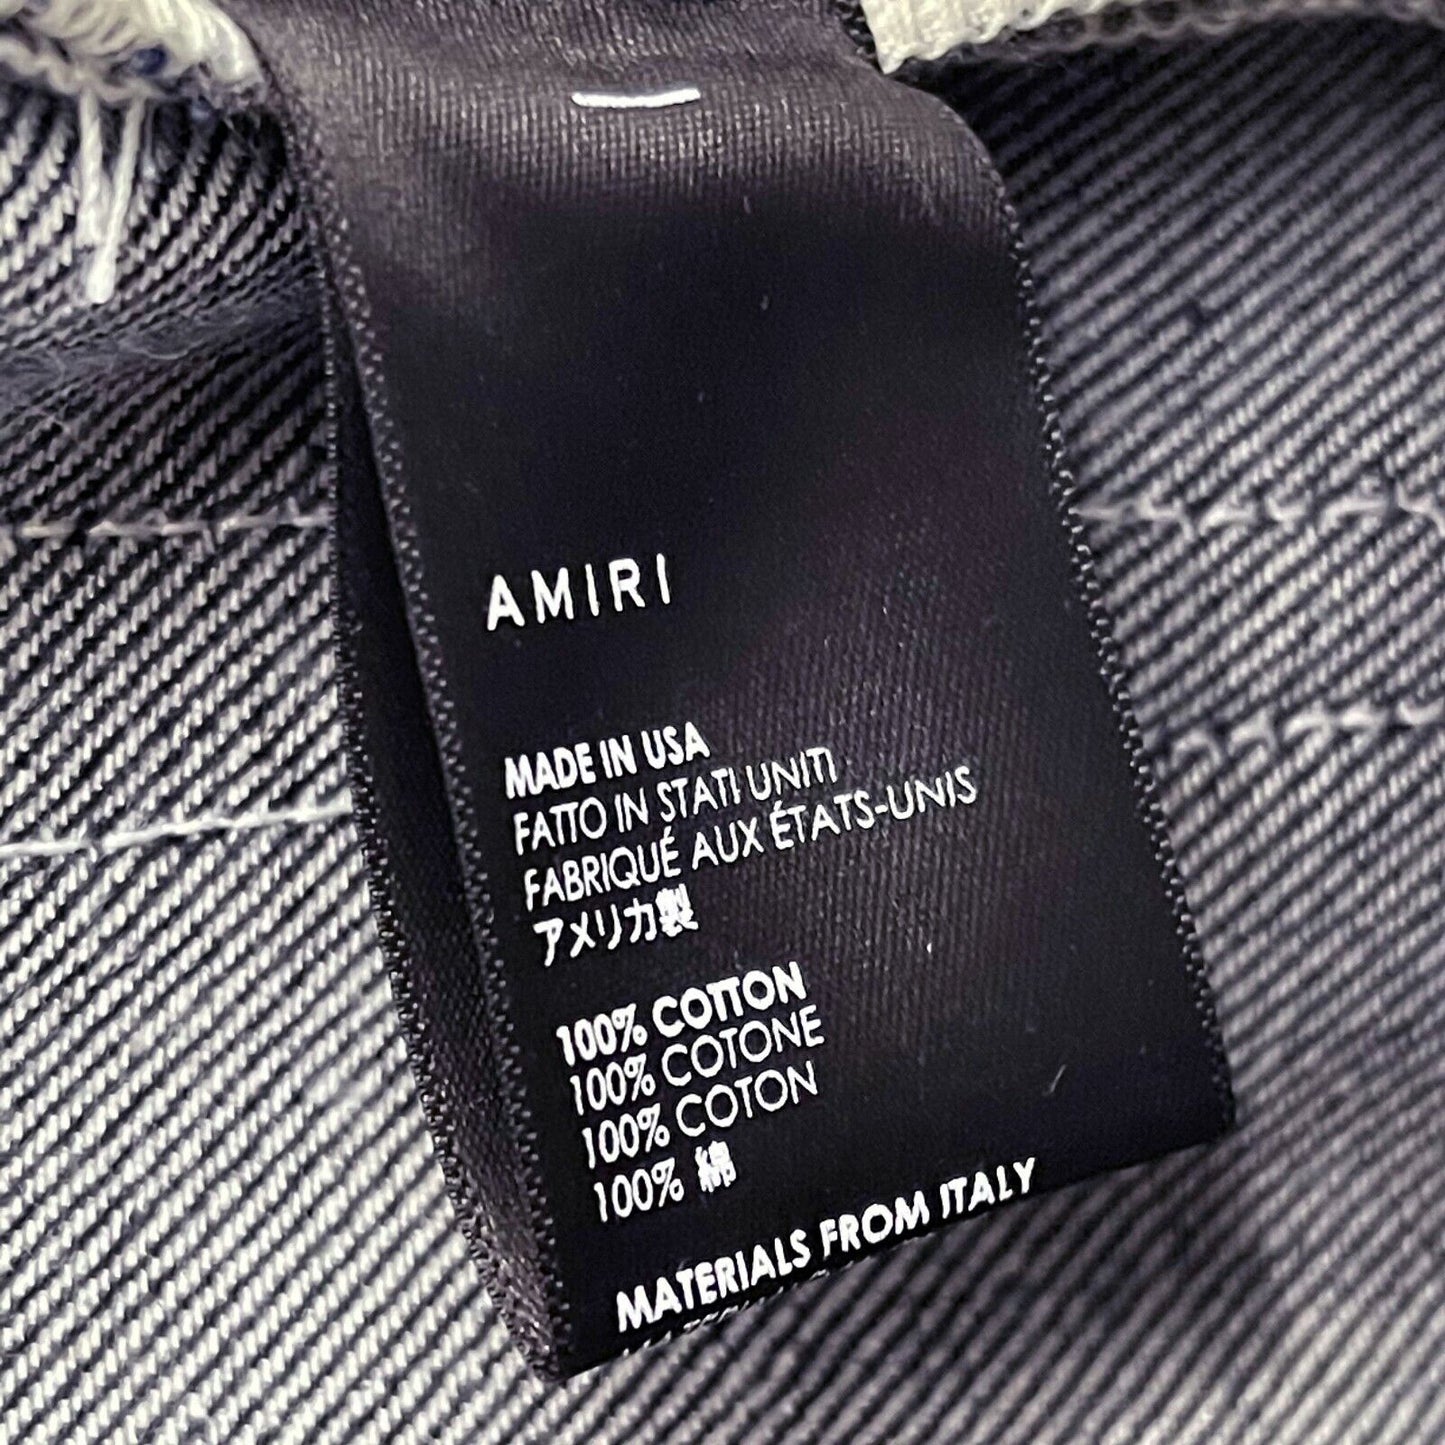 AMIRI
MADE IN USA
FATTO IN STATI UNITI
FABRIQUÉ AUX ÉTATS-UNIS
アメリカ製
100% COTTON
100% COTONE
100% COTON
100% 綿
MATERIALS FROM ITALY